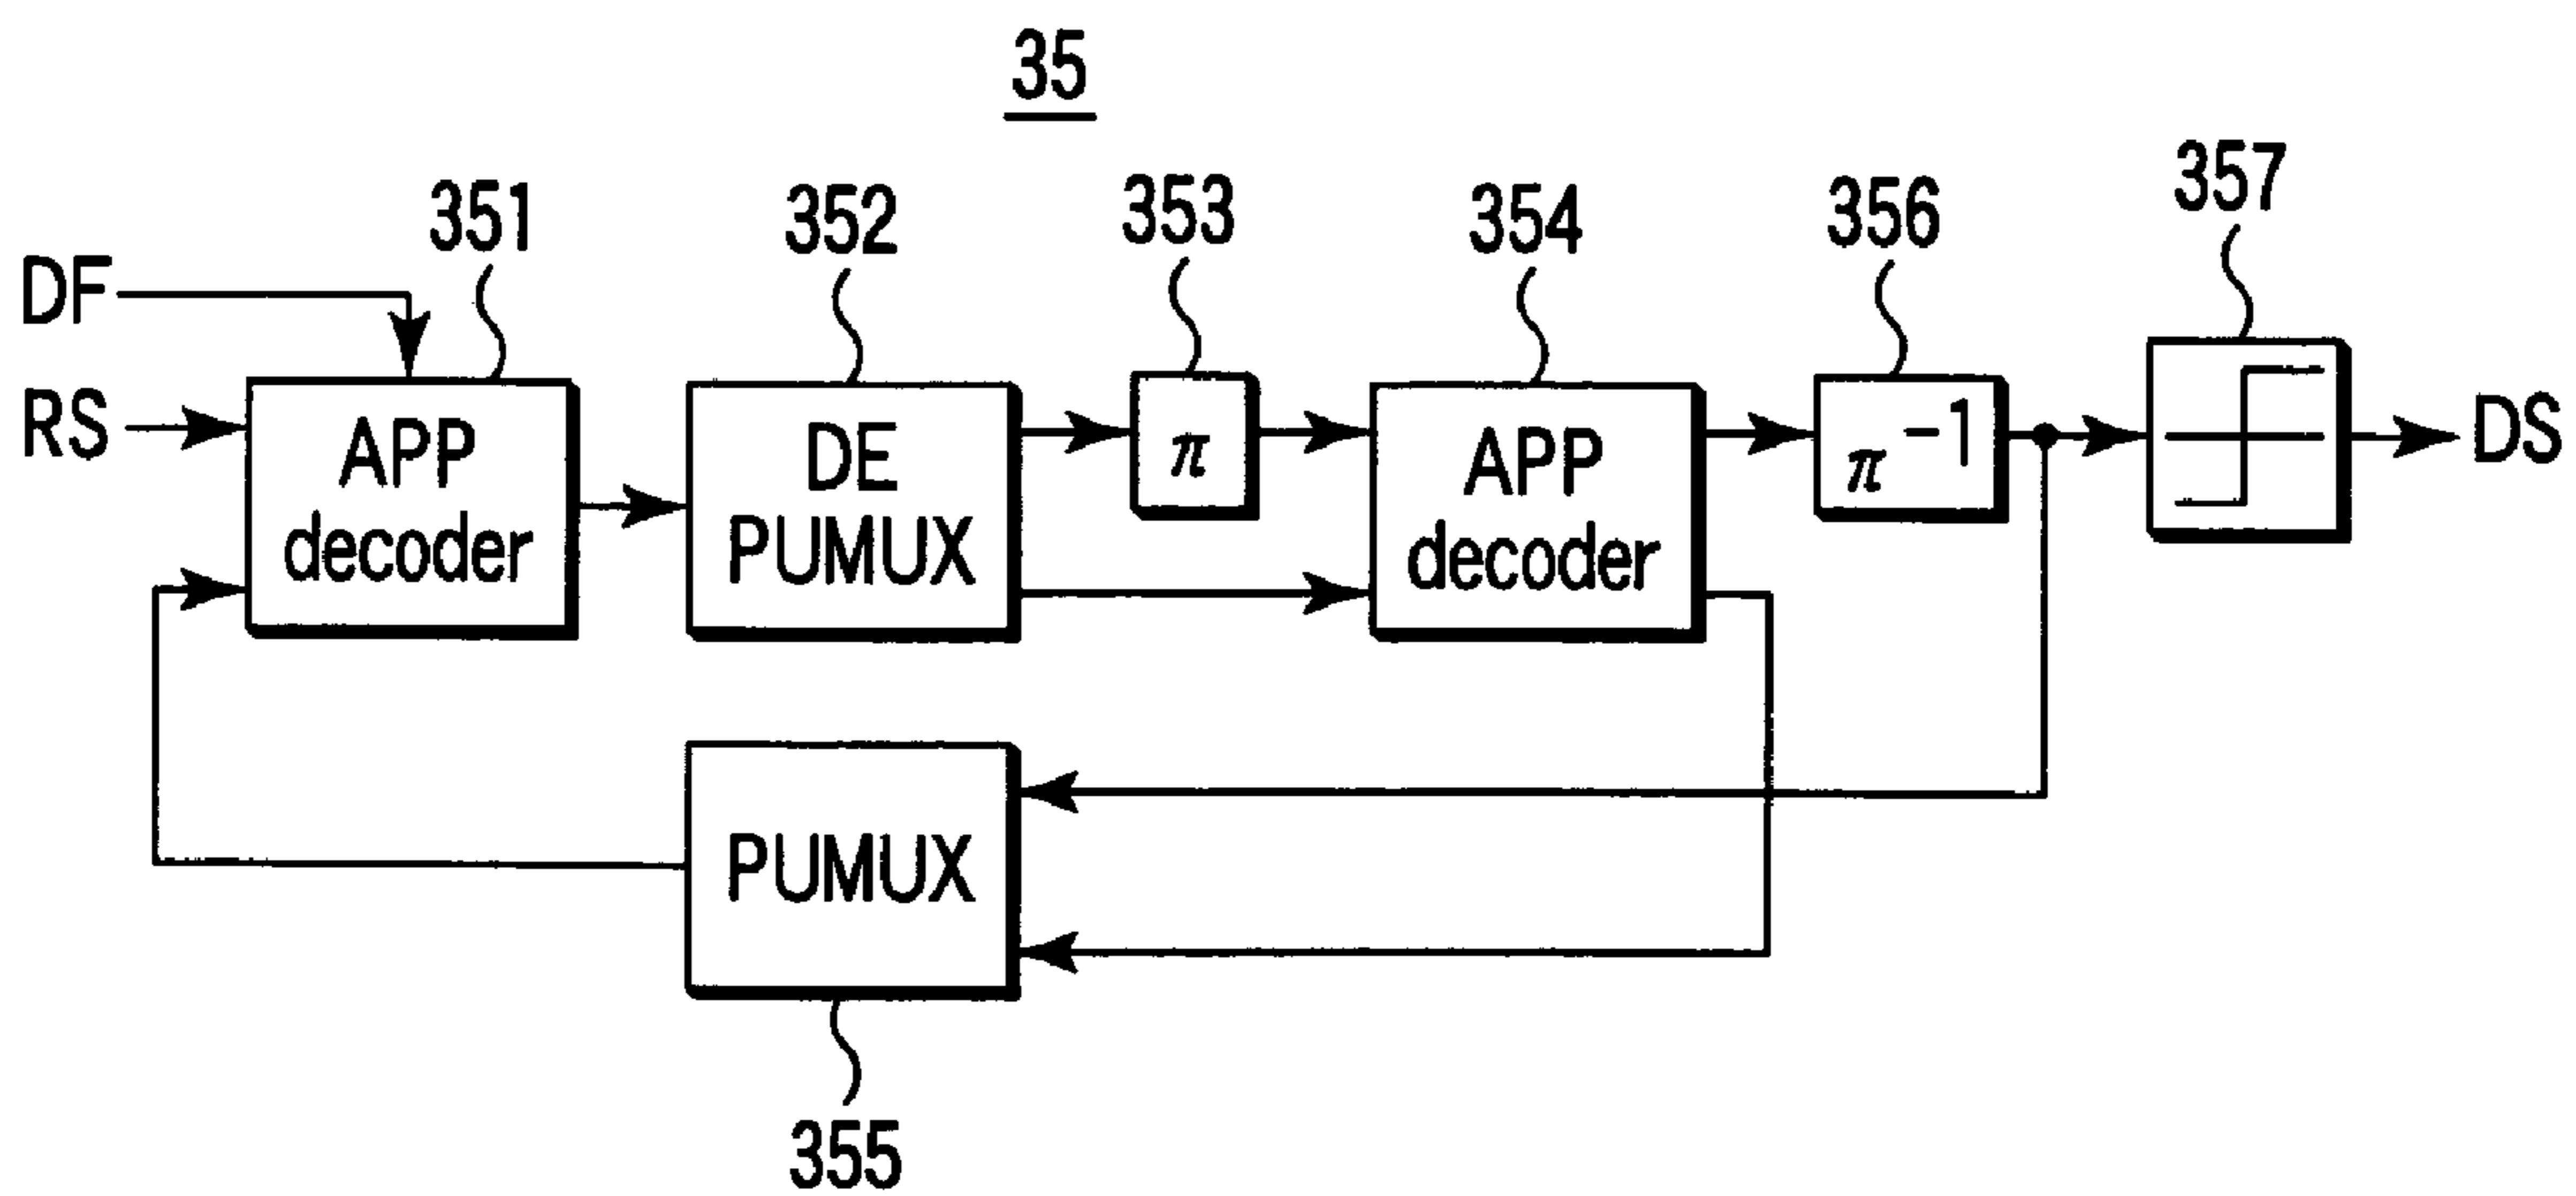 35
351
352
353
354
356
357
DF
RS
APP
decoder
DE
PUMUX
π
APP
decoder
π⁻¹
DS
PUMUX
355